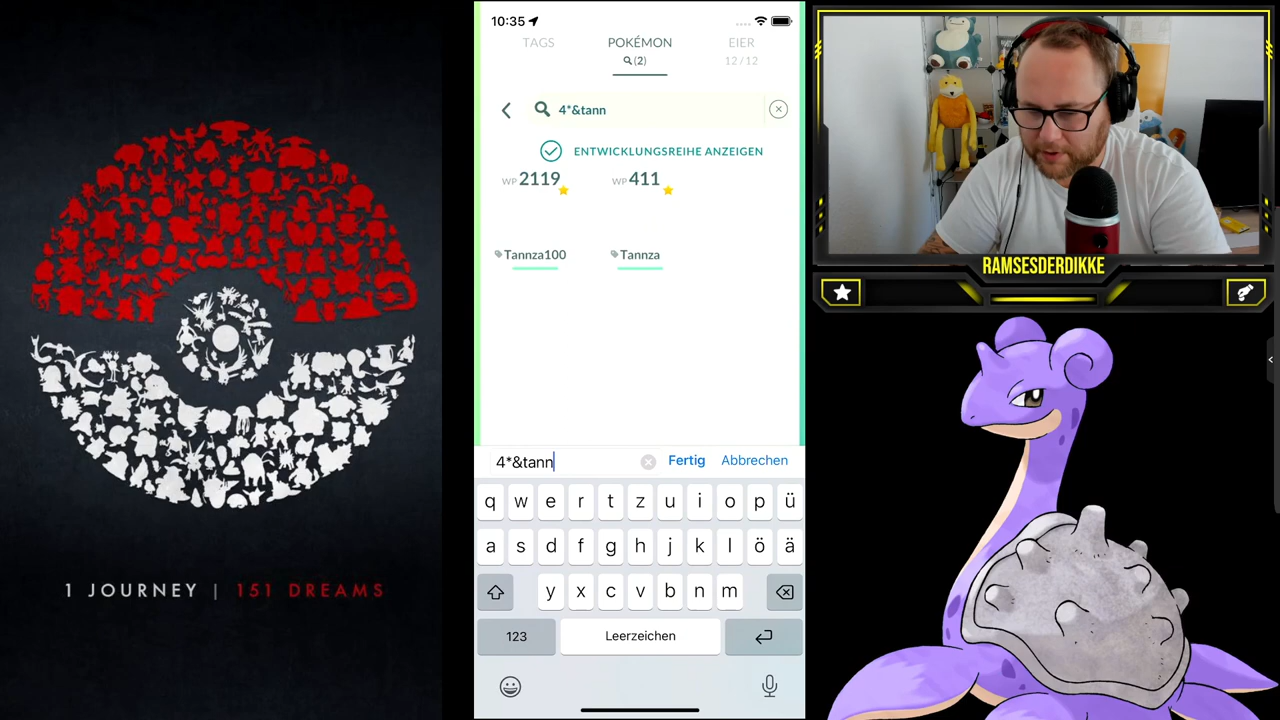 1 JOURNEY | 151 DREAMS
10:35
TAGS
POKÉMON
(2)
EIER
12/12
4*&tann
ENTWICKLUNGSREIHE ANZEIGEN
WP 2119
WP 411
Tannza100
Tannza
4*&tann
Fertig
Abbrechen
q w e r t z u i o p ü
a s d f g h j k l ö ä
y x c v b n m
123
Leerzeichen
RAMSESDERDIKKE